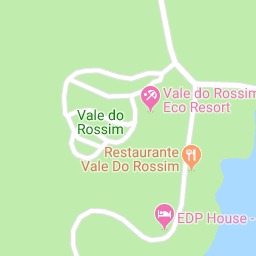 Vale do Rossim
Eco Resort
Vale do
Rossim
Restaurante
Vale Do Rossim
EDP House -